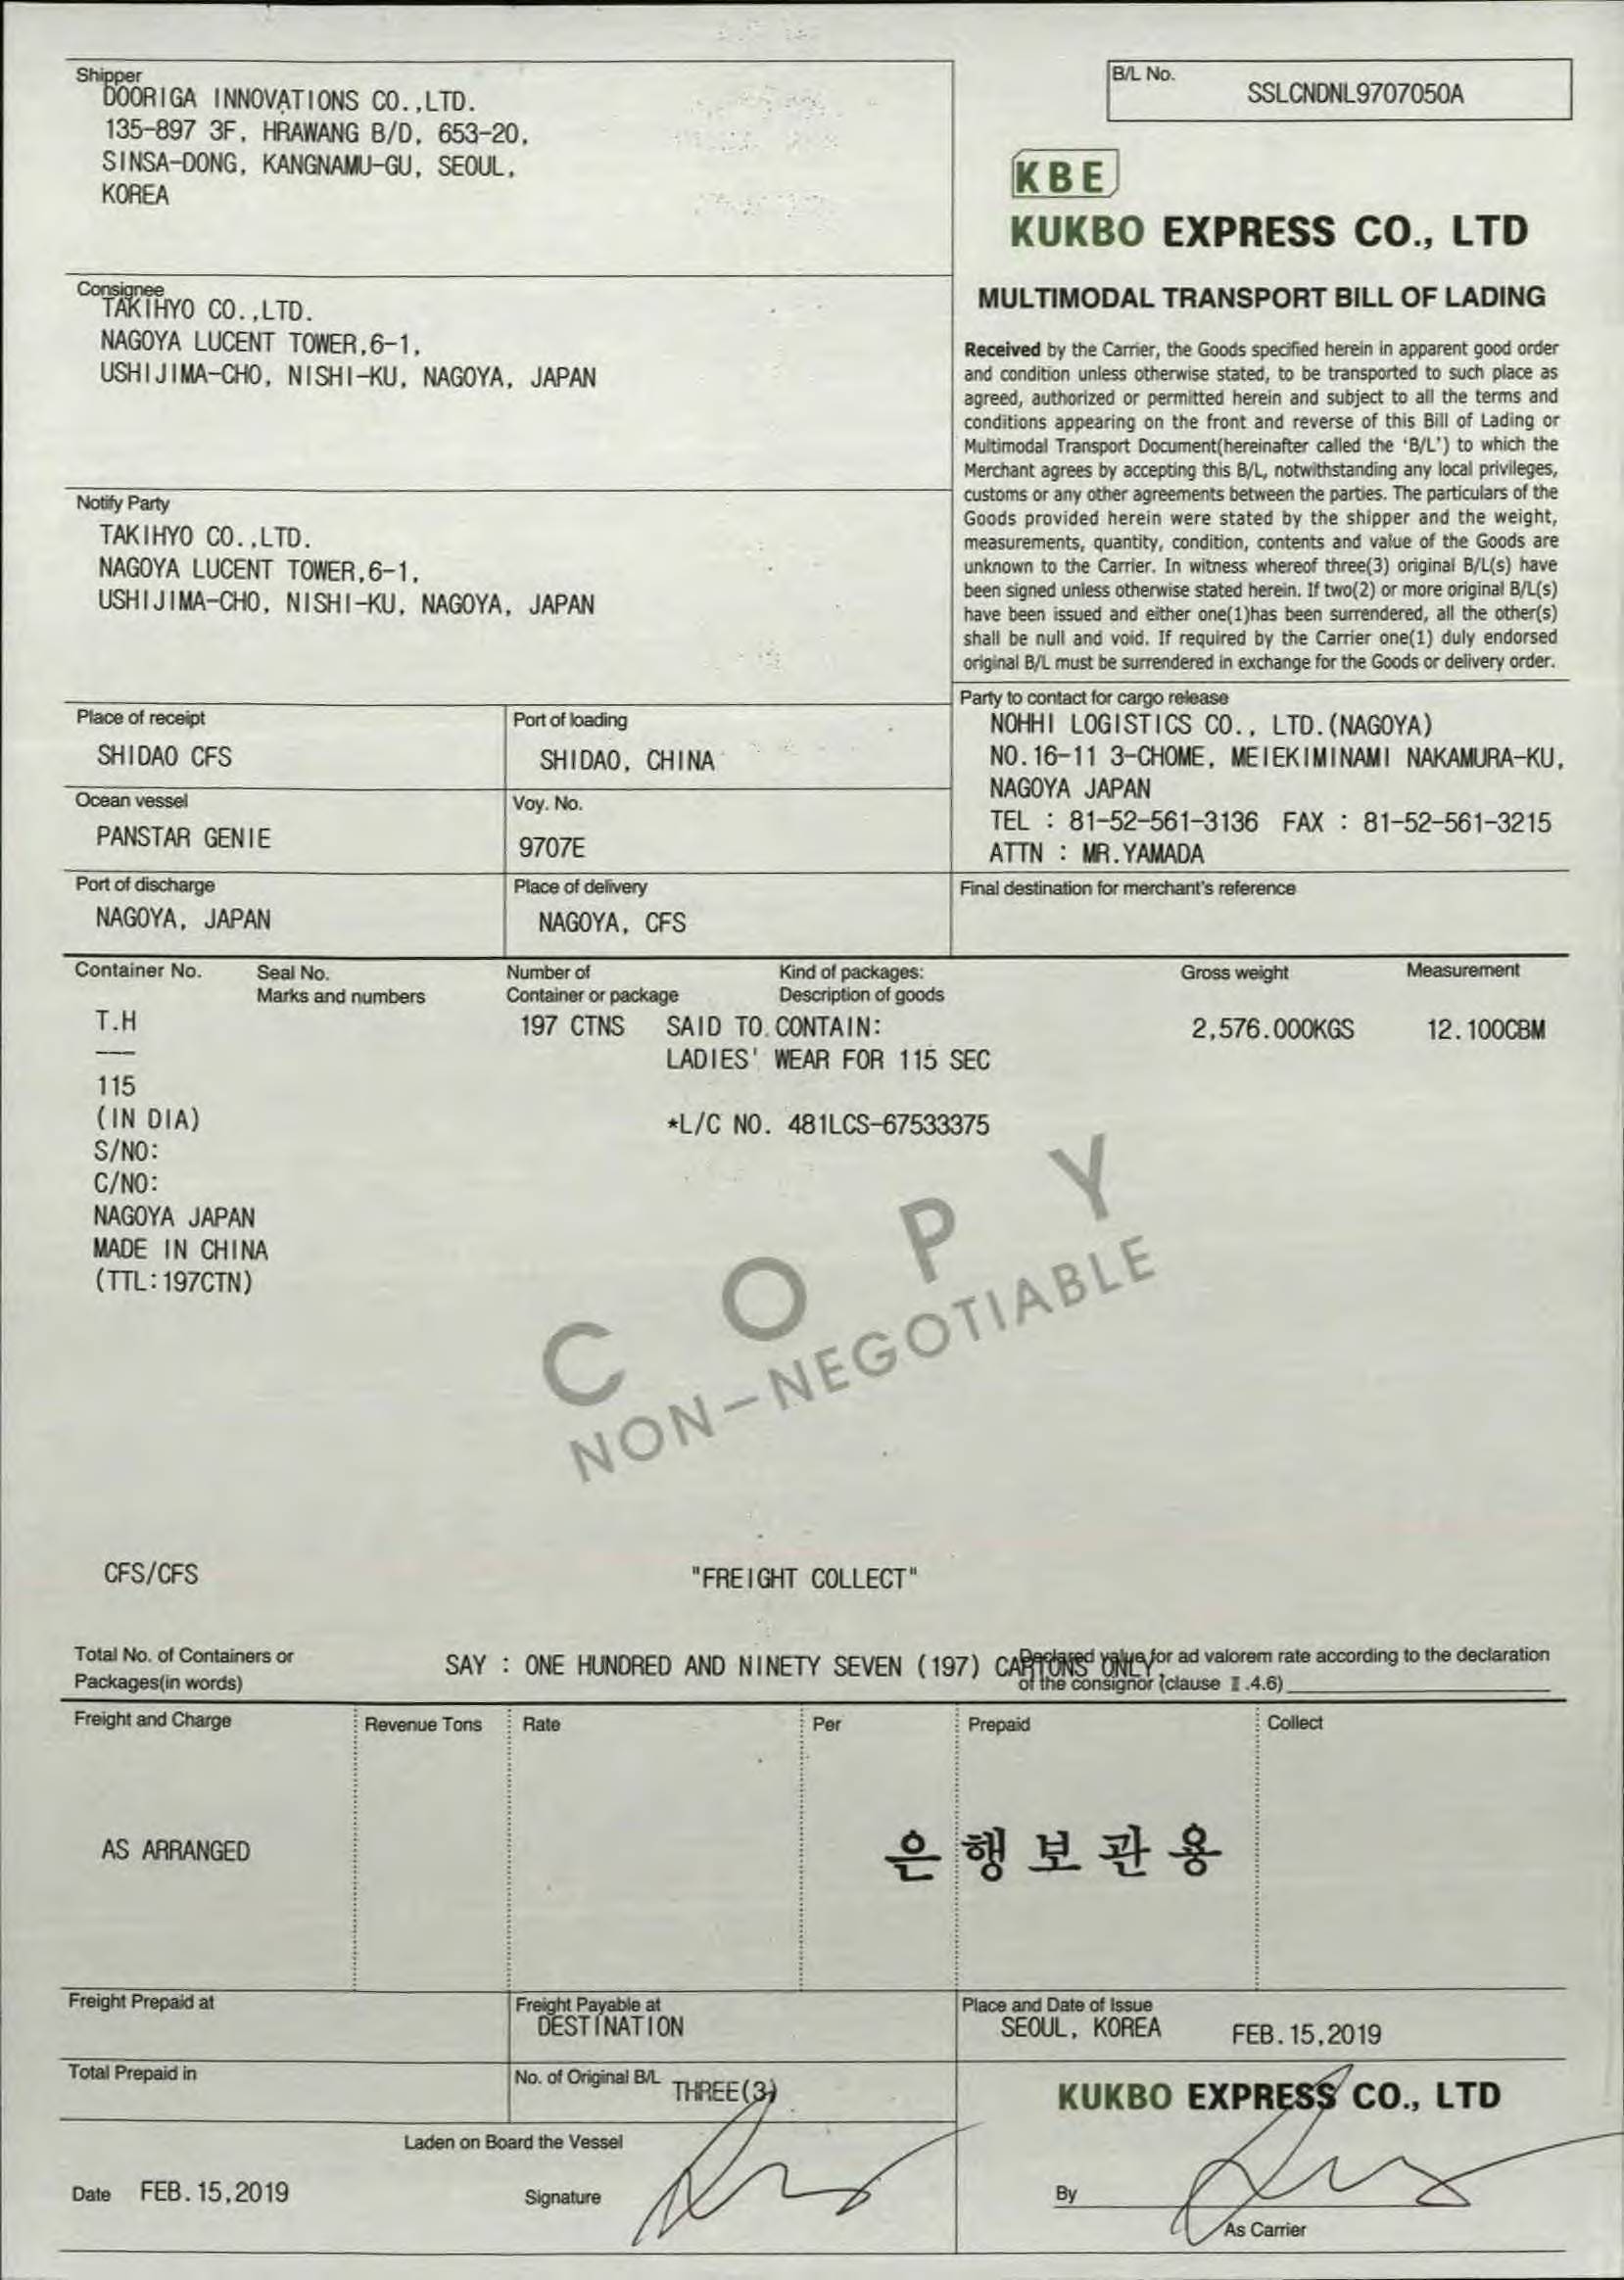 Shipper
DOORIGA INNOVATIONS CO.,LTD.
135-897 3F, HRAWANG B/D, 653-20,
SINSA-DONG, KANGNAMU-GU, SEOUL,
KOREA
B/L No.
SSLCNDNL9707050A
KBE
KUKBO EXPRESS CO., LTD
MULTIMODAL TRANSPORT BILL OF LADING
Received by the Carrier, the Goods specified herein in apparent good order
and condition unless otherwise stated, to be transported to such place as
agreed, authorized or permitted herein and subject to all the terms and
conditions appearing on the front and reverse of this Bill of Lading or
Multimodal Transport Document(hereinafter called the 'B/L') to which the
Merchant agrees by accepting this B/L, notwithstanding any local privileges,
customs or any other agreements between the parties. The particulars of the
Goods provided herein were stated by the shipper and the weight,
measurements, quantity, condition, contents and value of the Goods are
unknown to the Carrier. In witness whereof three(3) original B/L(s) have
been signed unless otherwise stated herein. If two(2) or more original B/L(s)
have been issued and either one(1)has been surrendered, all the other(s)
shall be null and void. If required by the Carrier one(1) duly endorsed
original B/L must be surrendered in exchange for the Goods or delivery order.
Consignee
TAKIHYO CO.,LTD.
NAGOYA LUCENT TOWER,6-1,
USHIJIMA-CHO, NISHI-KU, NAGOYA, JAPAN
Notify Party
TAKIHYO CO.,LTD.
NAGOYA LUCENT TOWER,6-1,
USHIJIMA-CHO, NISHI-KU, NAGOYA, JAPAN
Party to contact for cargo release
NOHHI LOGISTICS CO., LTD.(NAGOYA)
NO.16-11 3-CHOME, MEIEKIMINAMI NAKAMURA-KU,
NAGOYA JAPAN
TEL : 81-52-561-3136 FAX : 81-52-561-3215
ATTN : MR.YAMADA
Place of receipt
SHIDAO CFS
Port of loading
SHIDAO, CHINA
Ocean vessel
PANSTAR GENIE
Voy. No.
9707E
Port of discharge
NAGOYA, JAPAN
Place of delivery
NAGOYA, CFS
Final destination for merchant's reference
Container No. Seal No. Number of Kind of packages: Gross weight Measurement
Marks and numbers Container or package Description of goods
T.H 197 CTNS SAID TO CONTAIN: 2,576.000KGS 12.100CBM
---
LADIES' WEAR FOR 115 SEC
115
(IN DIA) *L/C NO. 481LCS-67533375
S/NO:
C/NO:
NAGOYA JAPAN
MADE IN CHINA
(TTL:197CTN)
COPY
NON-NEGOTIABLE
CFS/CFS "FREIGHT COLLECT"
Total No. of Containers or
Packages(in words)
SAY : ONE HUNDRED AND NINETY SEVEN (197) CARTONS ONLY.
Declared value for ad valorem rate according to the declaration
of the consignor (clause Ⅱ.4.6)
Freight and Charge Revenue Tons Rate Per Prepaid Collect
AS ARRANGED
은행보관용
Freight Prepaid at
Freight Payable at
DESTINATION
Place and Date of Issue
SEOUL, KOREA FEB.15,2019
Total Prepaid in
No. of Original B/L THREE(3)
KUKBO EXPRESS CO., LTD
Laden on Board the Vessel
Date FEB.15,2019 Signature
By
As Carrier